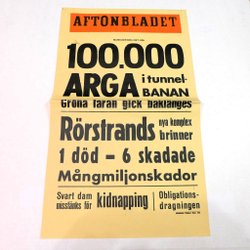 AFTONBLADET
100.000
ARGA i tunnel-
BANAN
Gröna faran gick baklänges
Rörstrands nya komplex
brinner
1 död = 6 skadade
Mångmiljonskador
Svart dam
misstänks för kidnapping
Obligations-
dragningen